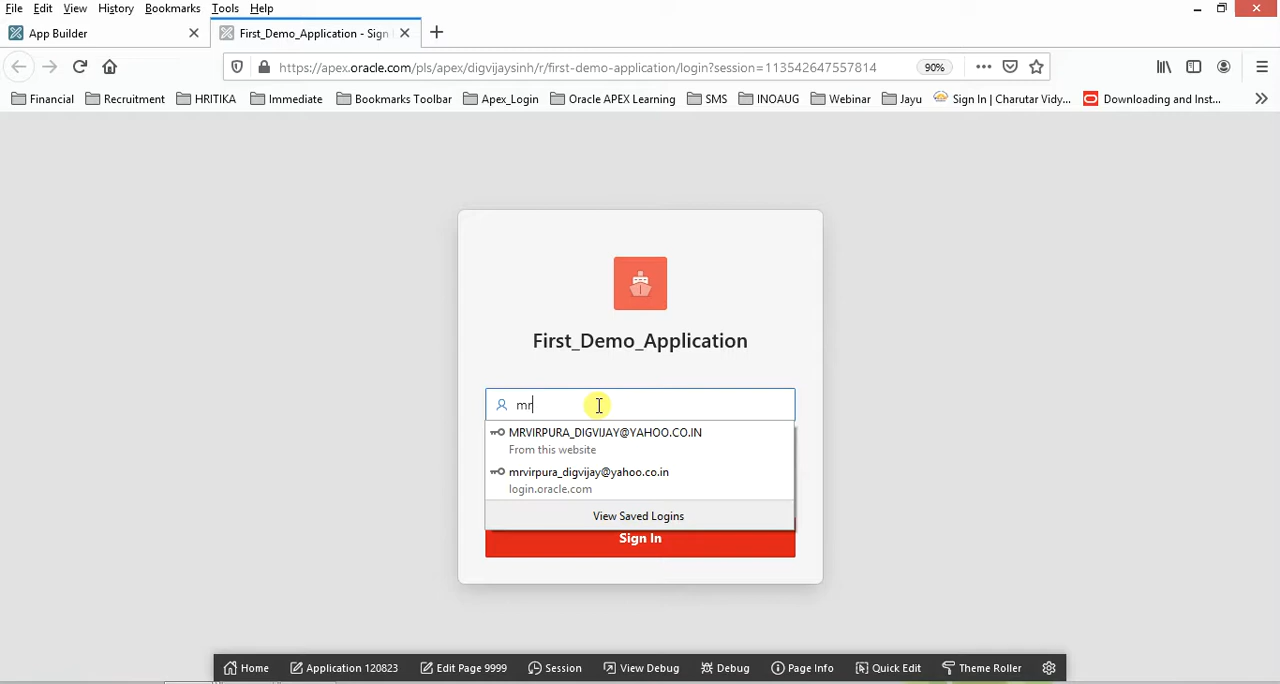 File Edit View History Bookmarks Tools Help
App Builder First_Demo_Application - Sign
https://apex.oracle.com/pls/apex/digvijaysinh/r/first-demo-application/login?session=113542647557814 90%
Financial Recruitment HRITIKA Immediate Bookmarks Toolbar Apex_Login Oracle APEX Learning SMS INOAUG Webinar Jayu Sign In | Charutar Vidy... Downloading and Inst...
First_Demo_Application
mr
MRVIRPURA_DIGVIJAY@YAHOO.CO.IN
From this website
mrvirpura_digvijay@yahoo.co.in
login.oracle.com
View Saved Logins
Sign In
Home Application 120823 Edit Page 9999 Session View Debug Debug Page Info Quick Edit Theme Roller